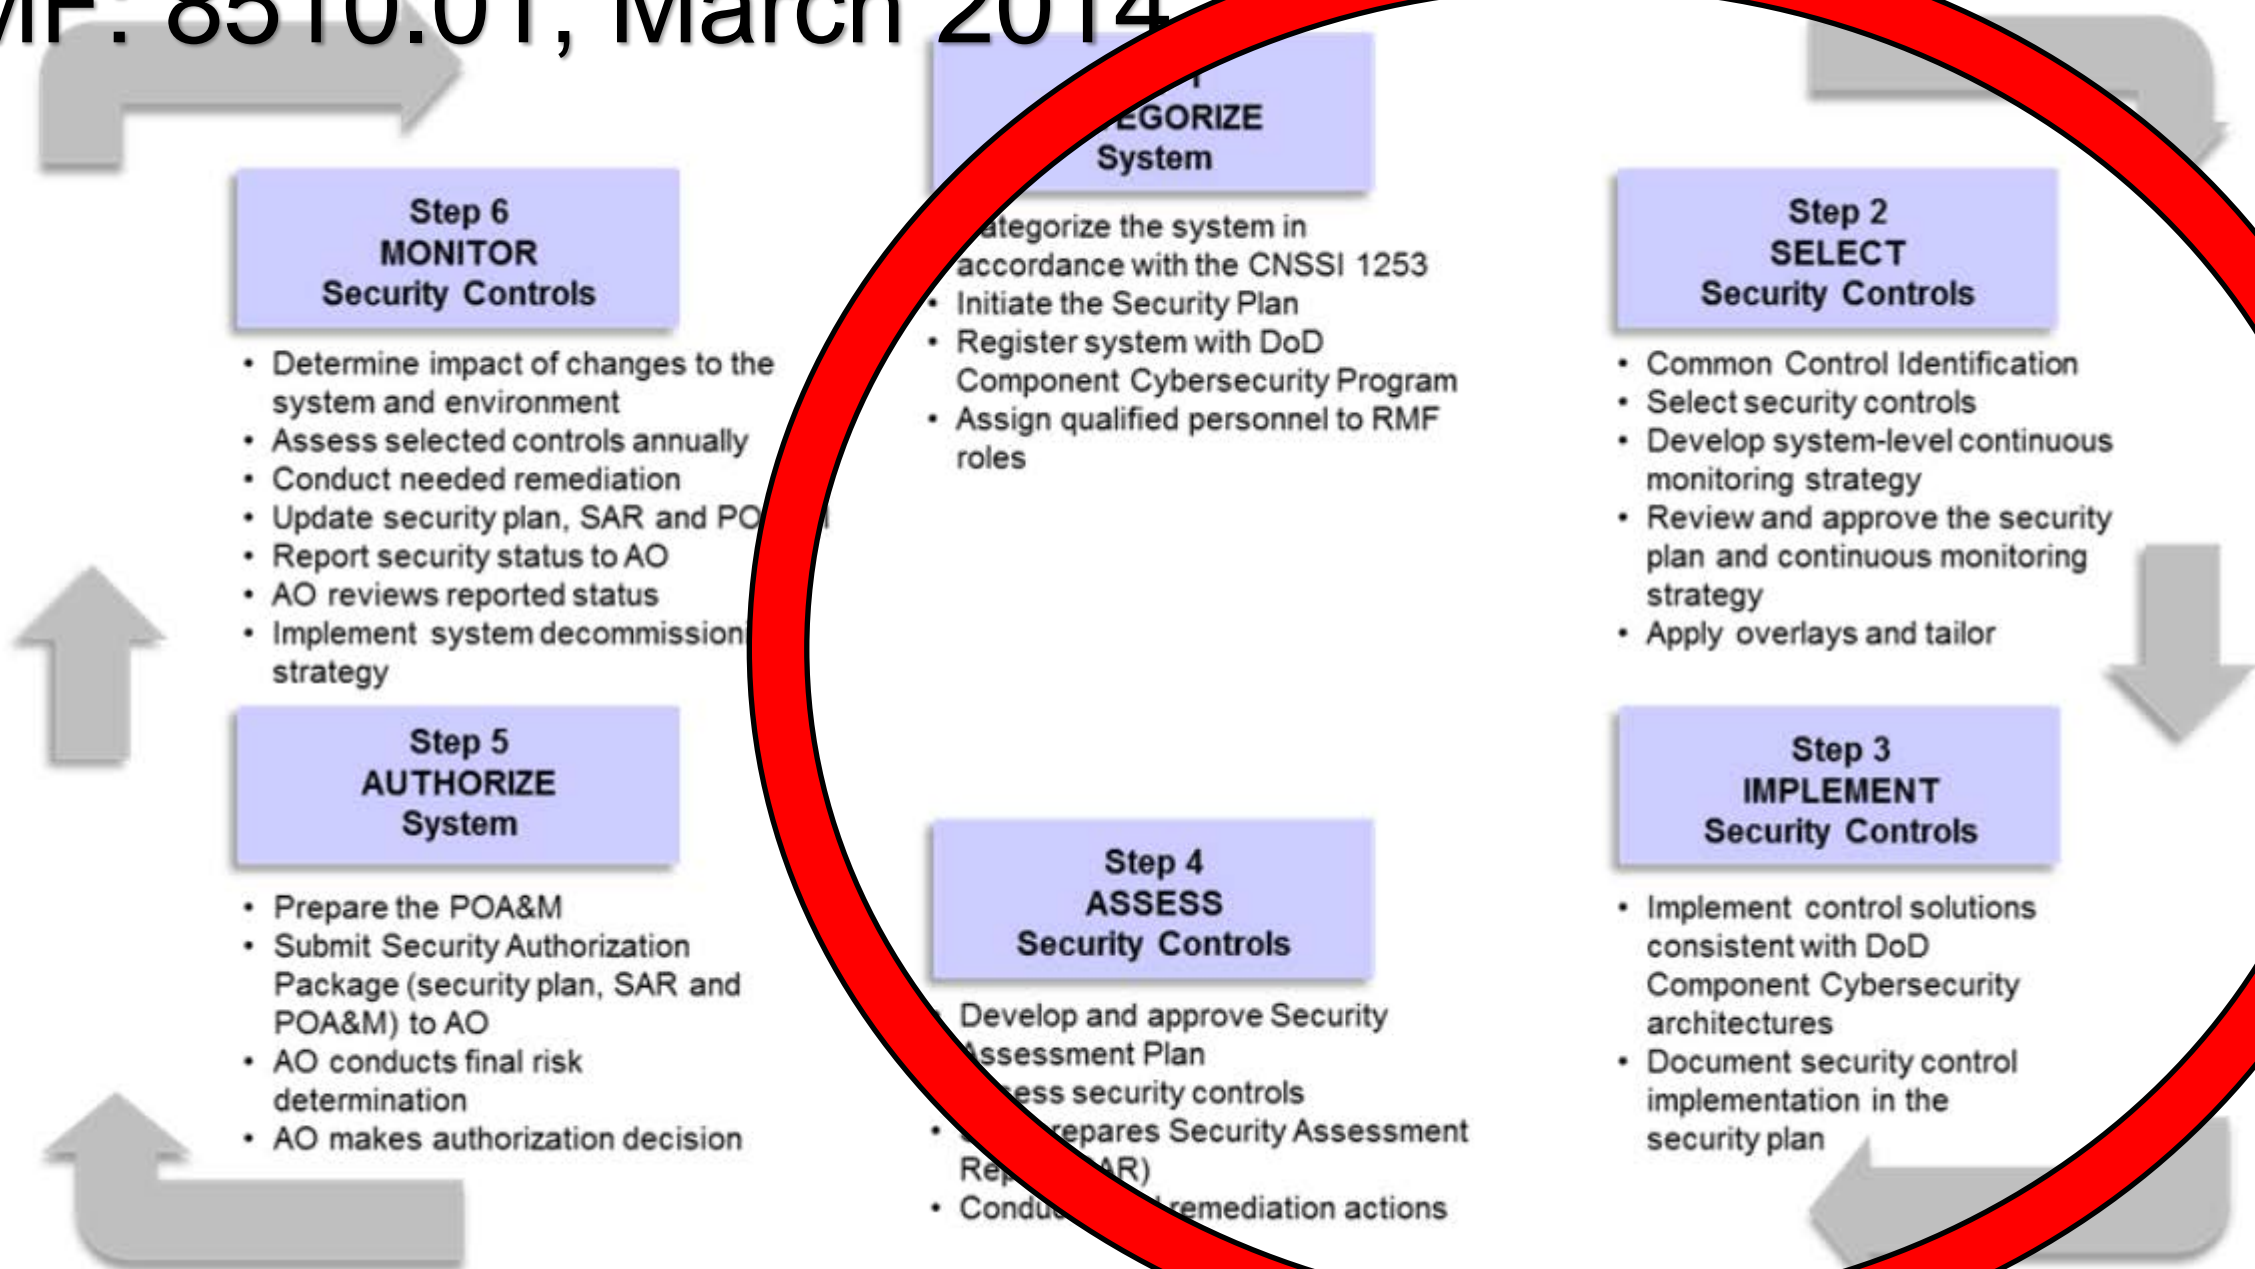 8510.01, March 2014
System
ategorize the system in
accordance with the CNSSI 1253
• Initiate the Security Plan
• Register system with DoD
Component Cybersecurity Program
• Assign qualified personnel to RMF
roles
Step 2
SELECT
Security Controls
• Common Control Identification
• Select security controls
• Develop system-level continuous
monitoring strategy
• Review and approve the security
plan and continuous monitoring
strategy
• Apply overlays and tailor
Step 3
IMPLEMENT
Security Controls
• Implement control solutions
consistent with DoD
Component Cybersecurity
architectures
• Document security control
implementation in the
security plan
Step 4
ASSESS
Security Controls
Develop and approve Security
Assessment Plan
security controls
• Security Assessment
• remediation actions
Step 5
AUTHORIZE
System
• Prepare the POA&M
• Submit Security Authorization
Package (security plan, SAR and
POA&M) to AO
• AO conducts final risk
determination
• AO makes authorization decision
Step 6
MONITOR
Security Controls
• Determine impact of changes to the
system and environment
• Assess selected controls annually
• Conduct needed remediation
• Update security plan, SAR and
• Report security status to AO
• AO reviews reported status
• Implement system
strategy